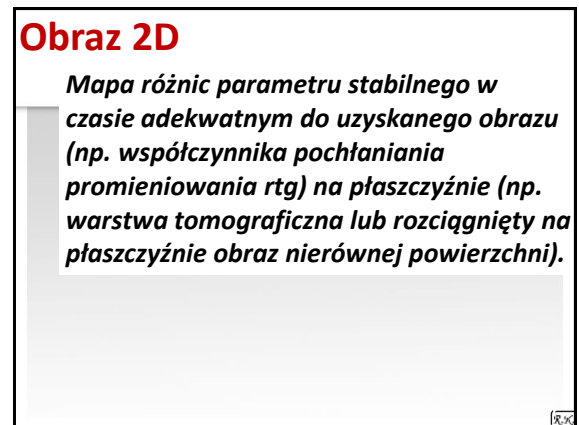 Obraz 2D
Mapa różnic parametru stabilnego w
czasie adekwatnym do uzyskanego obrazu
(np. współczynnika pochłaniania
promieniowania rtg) na płaszczyźnie (np.
warstwa tomograficzna lub rozciągnięty na
płaszczyźnie obraz nierównej powierzchni).